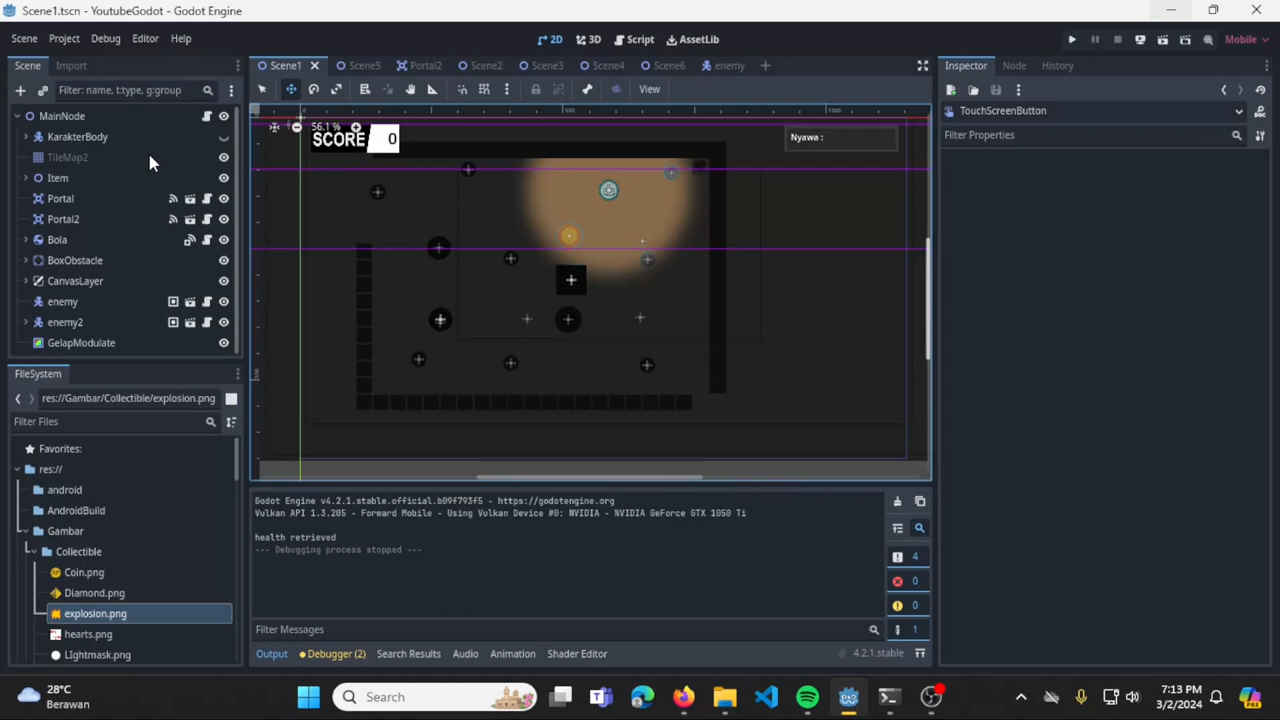 Scene1.tscn - YoutubeGodot - Godot Engine
Scene Project Debug Editor Help
2D 3D Script AssetLib
Mobile
Scene Import
Scene1 Scene5 Portal2 Scene2 Scene3 Scene4 Scene6 enemy
Inspector Node History
Filter: name, t:type, g:group
View
TouchScreenButton
Filter Properties
MainNode
KarakterBody
TileMap2
Item
Portal
Portal2
Bola
BoxObstacle
CanvasLayer
enemy
enemy2
GelapModulate
500
1000
56.1 %
SCORE 0
Nyawa :
500
FileSystem
res://Gambar/Collectible/explosion.png
Filter Files
Favorites:
res://
android
AndroidBuild
Gambar
Collectible
Coin.png
Diamond.png
explosion.png
hearts.png
LIghtmask.png
Godot Engine v4.2.1.stable.official.b09f793f5 - https://godotengine.org
Vulkan API 1.3.205 - Forward Mobile - Using Vulkan Device #0: NVIDIA - NVIDIA GeForce GTX 1050 Ti
health retrieved
--- Debugging process stopped ---
4
0
0
1
Filter Messages
Output Debugger (2) Search Results Audio Animation Shader Editor
4.2.1.stable
28°C
Berawan
Search
7:13 PM
3/2/2024
PRE